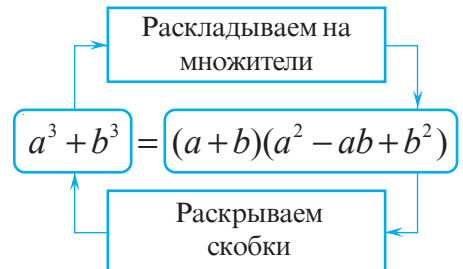 Раскладываем на
множители
a³ + b³ = (a + b)(a² − ab + b²)
Раскрываем
скобки